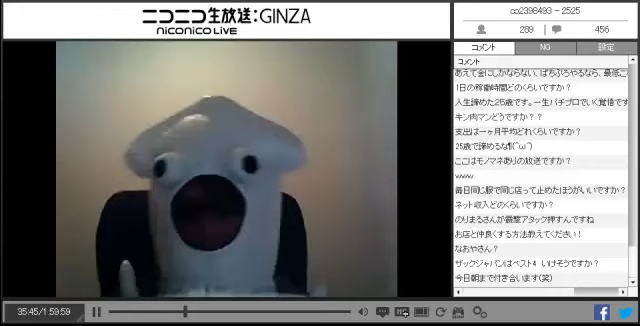 ニコニコ生放送:GINZA
niconico LIVE
co2398493 - 2525
289
456
コメント
NG
設定
コメント
あえて金にしかならない、ぱちぷろやるなら、最低こ
1日の稼働時間どのくらいですか?
人生諦めた25歳です。一生パチプロでいく覚悟です
キン肉マンどうですか??
支出は一ヶ月平均どれくらいですか?
25歳で諦めるな¶(´ω`)
ここはモノマネありの放送ですか?
www
毎日同じ服で同じ店って止めたほうがいいですか?
ネット収入どのくらいですか?
のりまるさんが襲撃アタック押すんですね
お店と仲良くする方法教えてください!
なおやさん?
ザックジャパンはベスト4 いけそうですか?
今日朝まで付き合います(笑)
35:45/1:59:59